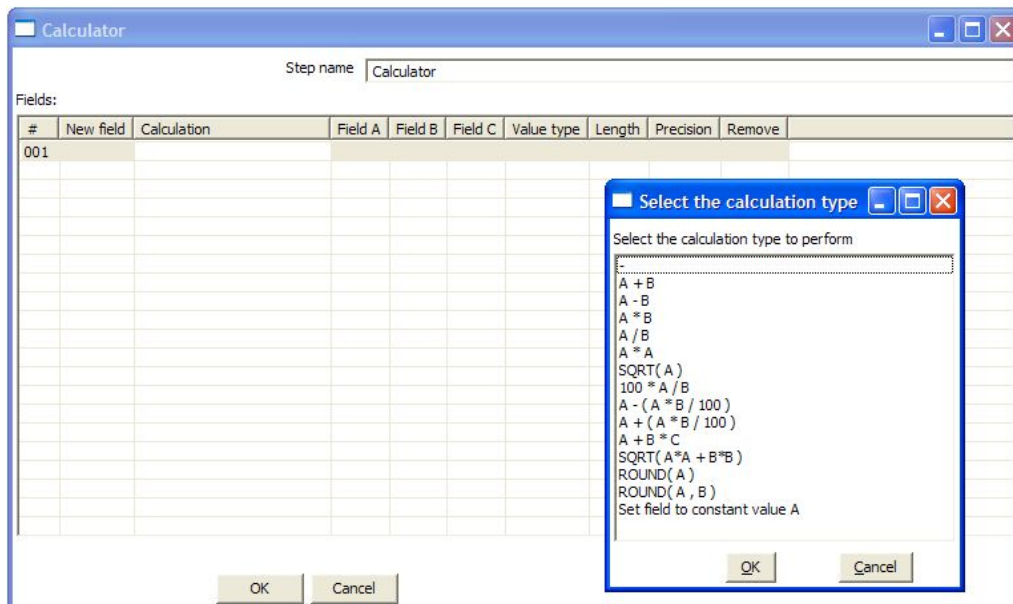 Calculator
Step name Calculator
Fields:
# New field Calculation Field A Field B Field C Value type Length Precision Remove
001
Select the calculation type
Select the calculation type to perform
-
A + B
A - B
A * B
A / B
A * A
SQRT( A )
100 * A / B
A - ( A * B / 100 )
A + ( A * B / 100 )
A + B * C
SQRT( A*A + B*B )
ROUND( A )
ROUND( A , B )
Set field to constant value A
OK Cancel
OK Cancel